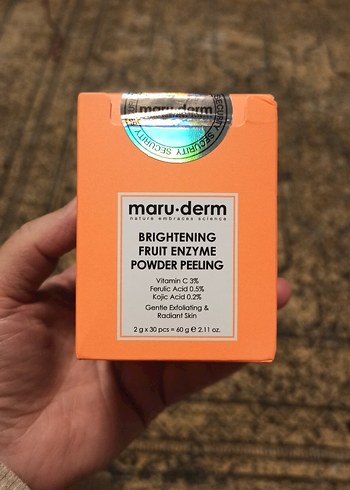 maru·derm
SECURITY SECURITY
maru·derm
nature embraces science
BRIGHTENING
FRUIT ENZYME
POWDER PEELING
Vitamin C 3%
Ferulic Acid 0.5%
Kojic Acid 0.2%
Gentle Exfoliating &
Radiant Skin
2 g x 30 pcs = 60 g ℮ 2.11 oz.